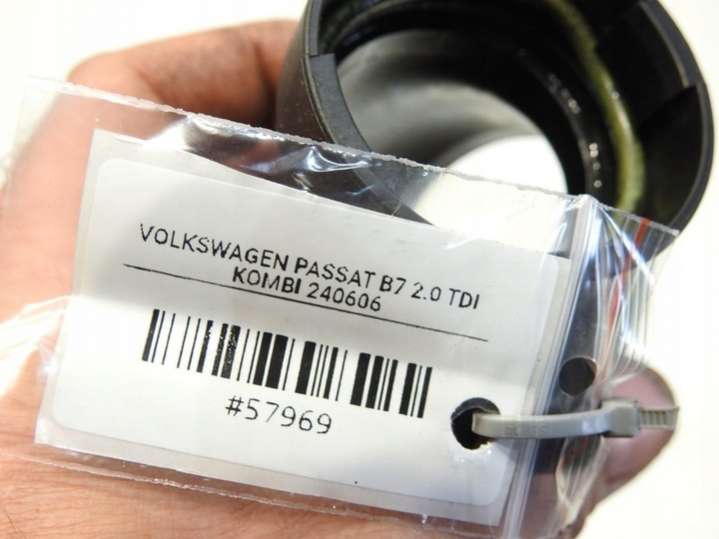 VOLKSWAGEN PASSAT B7 2.0 TDI
KOMBI 240606
#57969